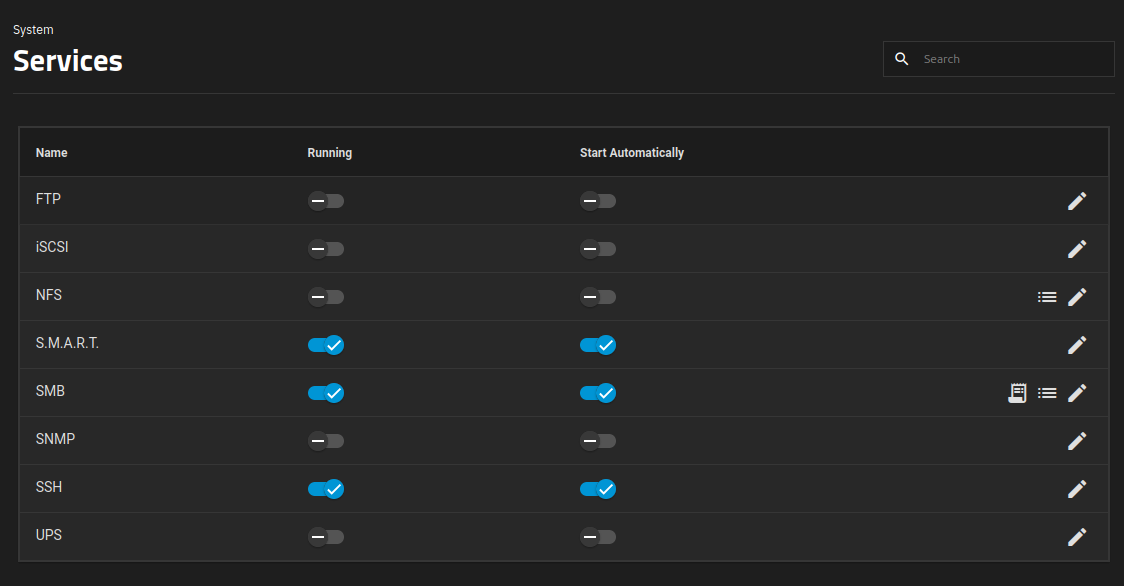 System
Services
Search
Name Running Start Automatically
FTP
iSCSI
NFS
S.M.A.R.T.
SMB
SNMP
SSH
UPS